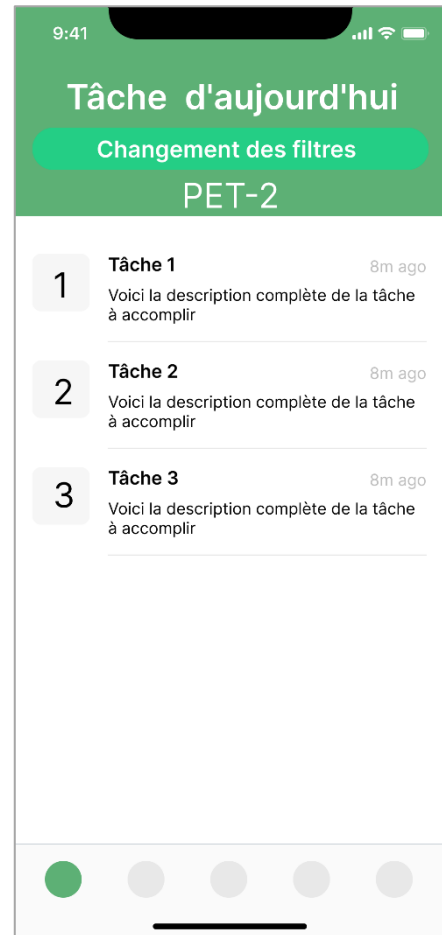 9:41
Tâche d'aujourd'hui
Changement des filtres
PET-2
1
Tâche 1
8m ago
Voici la description complète de la tâche
à accomplir
2
Tâche 2
8m ago
Voici la description complète de la tâche
à accomplir
3
Tâche 3
8m ago
Voici la description complète de la tâche
à accomplir